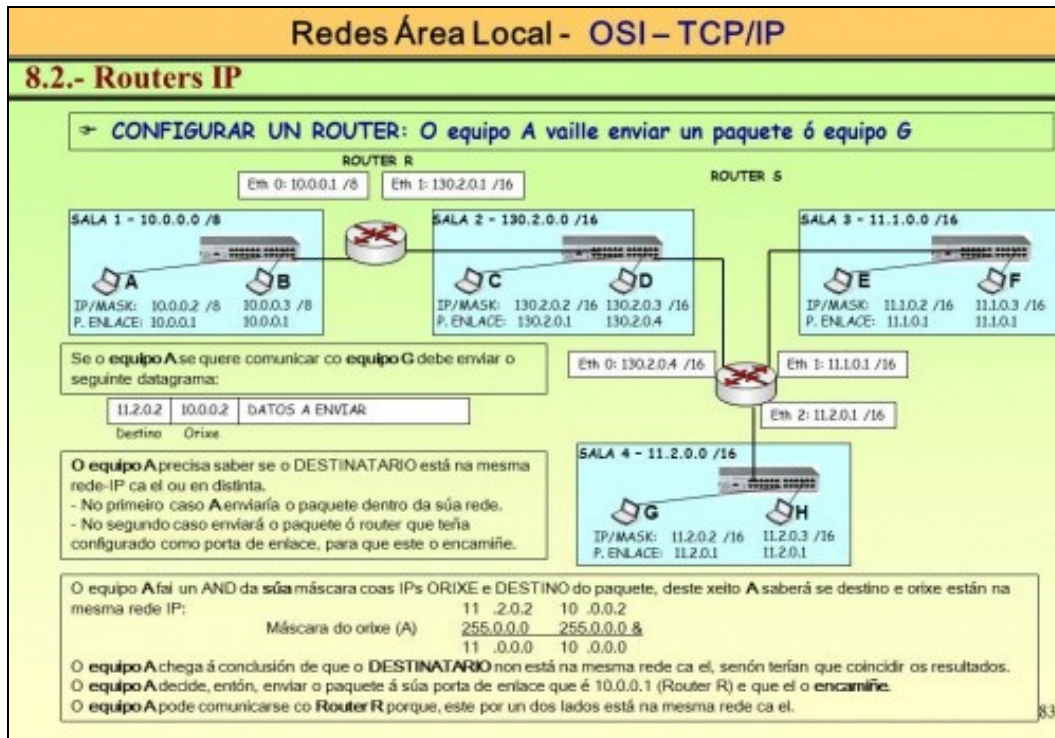 Redes Área Local - OSI – TCP/IP
8.2.- Routers IP
☞ CONFIGURAR UN ROUTER: O equipo A vaille enviar un paquete ó equipo G
ROUTER R
Eth 0: 10.0.0.1 /8 Eth 1: 130.2.0.1 /16
ROUTER S
SALA 1 - 10.0.0.0 /8
A B
IP/MASK: 10.0.0.2 /8 10.0.0.3 /8
P. ENLACE: 10.0.0.1 10.0.0.1
SALA 2 - 130.2.0.0 /16
C D
IP/MASK: 130.2.0.2 /16 130.2.0.3 /16
P. ENLACE: 130.2.0.1 130.2.0.4
SALA 3 - 11.1.0.0 /16
E F
IP/MASK: 11.1.0.2 /16 11.1.0.3 /16
P. ENLACE: 11.1.0.1 11.1.0.1
Se o equipo A se quere comunicar co equipo G debe enviar o
seguinte datagrama:
11.2.0.2 10.0.0.2 DATOS A ENVIAR
Destino Orixe
Eth 0: 130.2.0.4 /16 Eth 1: 11.1.0.1 /16
Eth 2: 11.2.0.1 /16
O equipo A precisa saber se o DESTINATARIO está na mesma
rede-IP ca el ou en distinta.
- No primeiro caso A enviaría o paquete dentro da súa rede.
- No segundo caso enviará o paquete ó router que teña
configurado como porta de enlace, para que este o encamiñe.
SALA 4 - 11.2.0.0 /16
G H
IP/MASK: 11.2.0.2 /16 11.2.0.3 /16
P. ENLACE: 11.2.0.1 11.2.0.1
O equipo A fai un AND da súa máscara coas IPs ORIXE e DESTINO do paquete, deste xeito A saberá se destino e orixe están na
mesma rede IP:
11 .2.0.2 10 .0.0.2
Máscara do orixe (A) 255.0.0.0 255.0.0.0 &
11 .0.0.0 10 .0.0.0
O equipo A chega á conclusión de que o DESTINATARIO non está na mesma rede ca el, senón terían que coincidir os resultados.
O equipo A decide, entón, enviar o paquete á súa porta de enlace que é 10.0.0.1 (Router R) e que el o encamiñe.
O equipo A pode comunicarse co Router R porque, este por un dos lados está na mesma rede ca el.
83